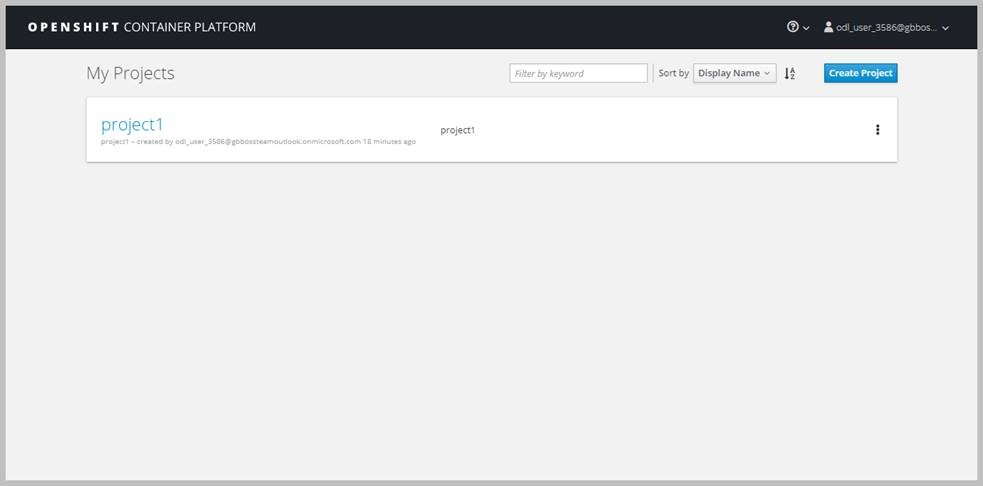 OPENSHIFT CONTAINER PLATFORM
odl_user_3586@gbbos...
My Projects
Filter by keyword
Sort by
Display Name
Create Project
project1
project1 – created by odl_user_3586@gbbossteamoutlook.onmicrosoft.com 18 minutes ago
project1